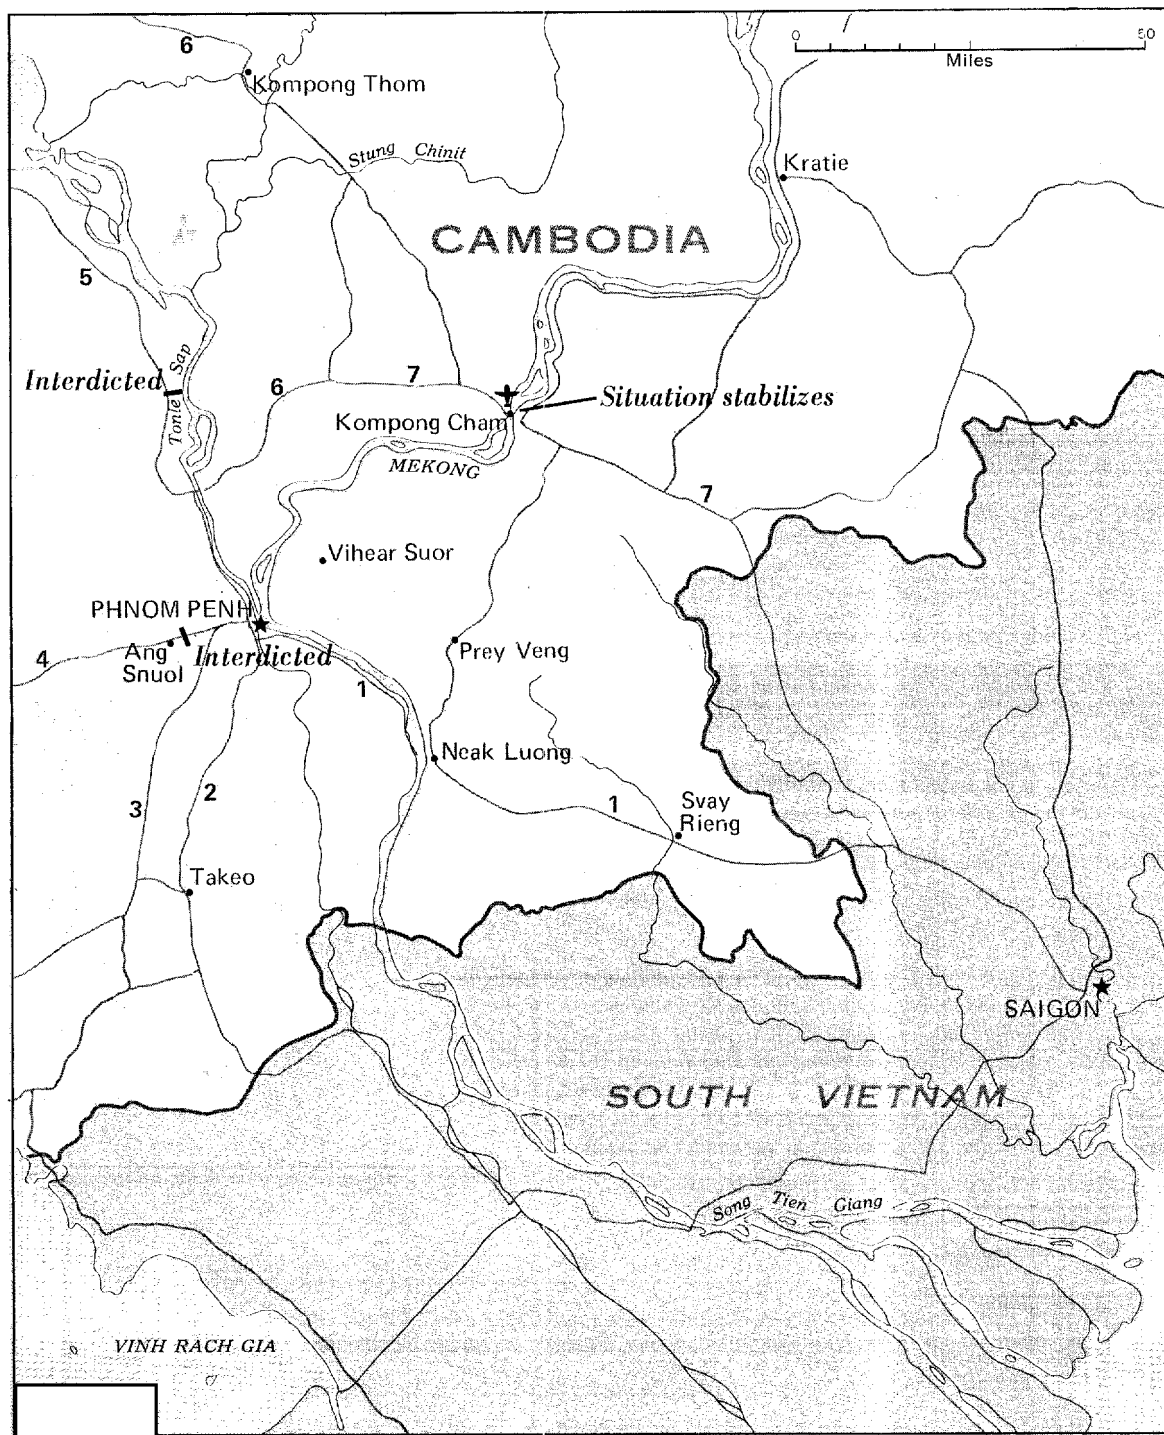 6
0 50
Miles
Kompong Thom
Stung Chinit
Kratie
CAMBODIA
5
Interdicted
Tonle Sap
6
7
Situation stabilizes
Kompong Cham
MEKONG
7
Vihear Suor
PHNOM PENH
4
Ang
Snuol
Interdicted
Prey Veng
1
Neak Luong
3
2
1
Svay
Rieng
Takeo
SAIGON
SOUTH VIETNAM
Song Tien Giang
VINH RACH GIA